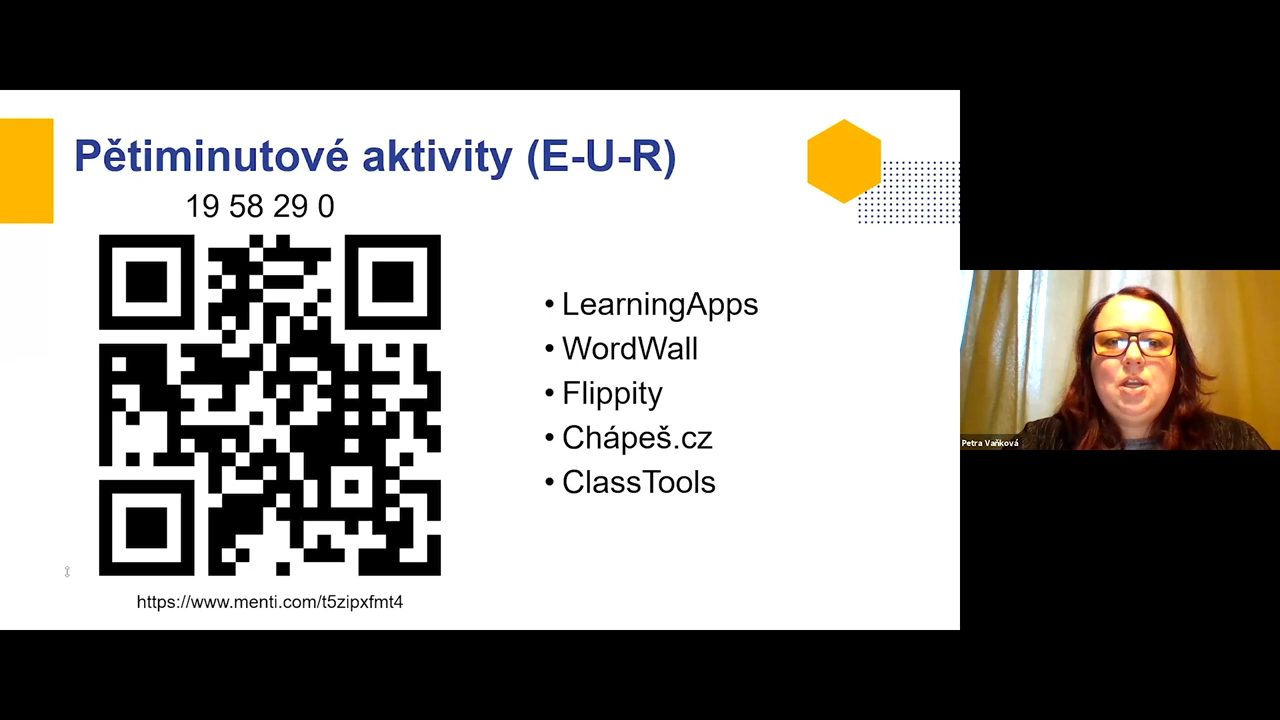 Pětiminutové aktivity (E-U-R)
19 58 29 0
• LearningApps
• WordWall
• Flippity
• Chápeš.cz
• ClassTools
https://www.menti.com/t5zipxfmt4
Petra Vaňková